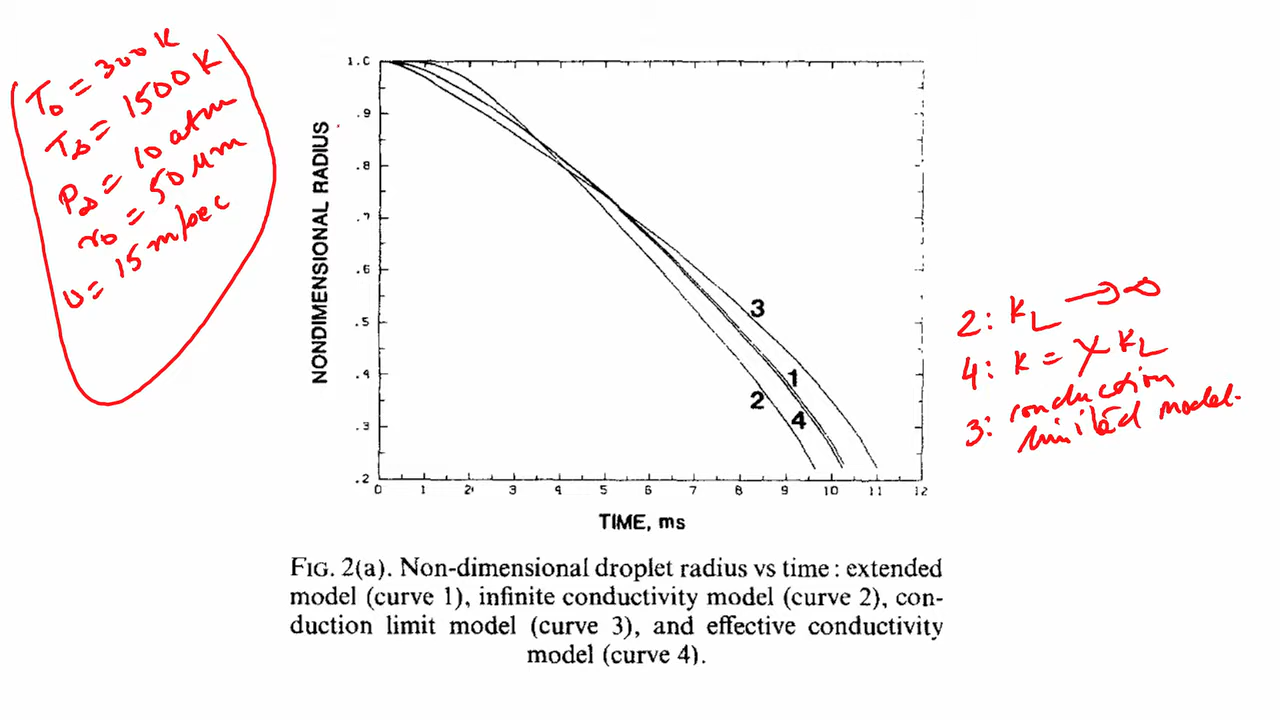 T0 = 300 K
T∞ = 1500 K
P∞ = 10 atm
r0 = 50 μm
U = 15 m/sec
NONDIMENSIONAL RADIUS
1.0
.9
.8
.7
.6
.5
.4
.3
.2
0 1 2 3 4 5 6 7 8 9 10 11 12
3
1
2
4
TIME, ms
2: KL → ∞
4: K = χ KL
3: conduction
limited model.
FIG. 2(a). Non-dimensional droplet radius vs time : extended
model (curve 1), infinite conductivity model (curve 2), con-
duction limit model (curve 3), and effective conductivity
model (curve 4).